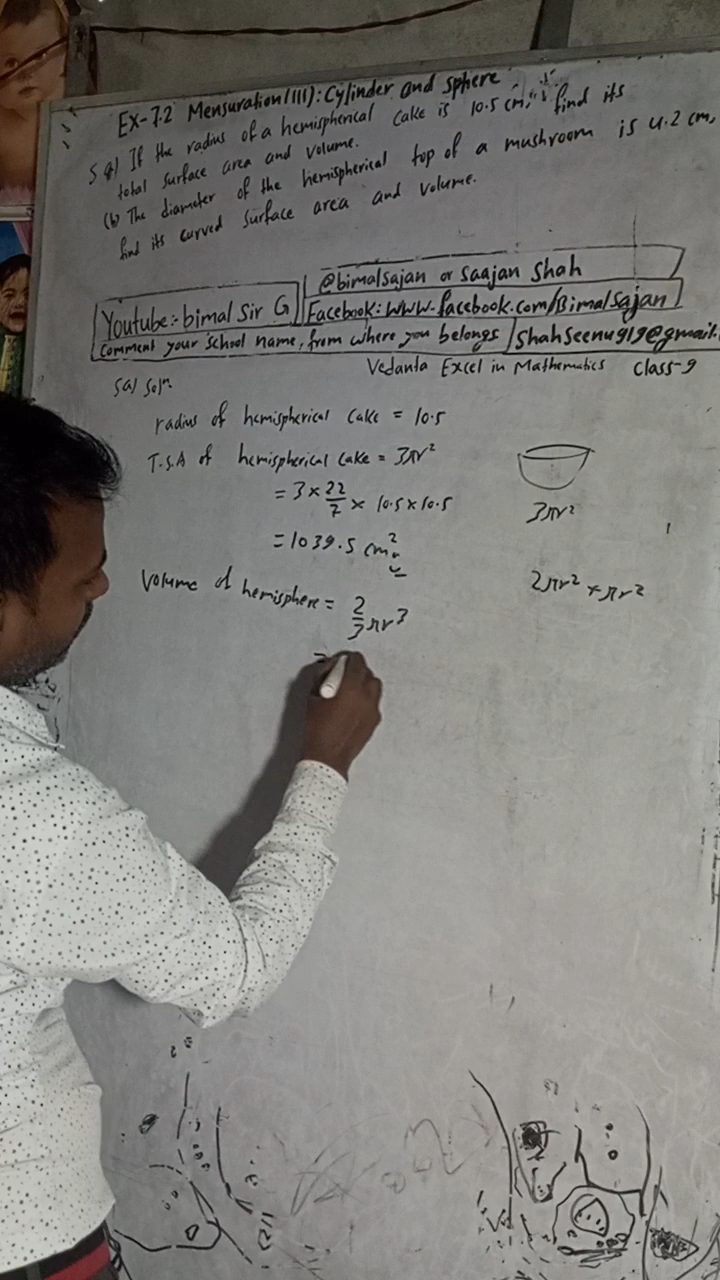 Ex-7.2 Mensuration(III): Cylinder and sphere
5 a) If the radius of a hemispherical cake is 10.5 cm, find its
total surface area and volume.
(b) The diameter of the hemispherical top of a mushroom is 4.2 cm,
find its curved surface area and volume.
@bimalsajan or Saajan Shah
Youtube:- bimal Sir G
Facebook: www.facebook.com/Bimalsajan
Comment your school name, from where you belongs
shahseenu919@gmail.
Vedanta Excel in Mathematics Class-9
5a) Solⁿ
radius of hemispherical cake = 10.5
T.S.A of hemispherical cake = 3πr²
= 3 × 22/7 × 10.5 × 10.5
= 1039.5 cm²
3πr²
2πr² + πr²
Volume of hemisphere = 2/3 πr³
=